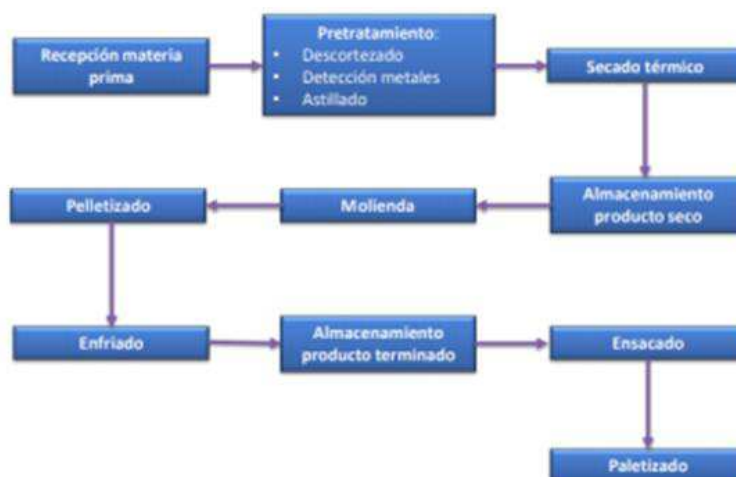 Recepción materia
prima
Pretratamiento:
▪ Descortezado
▪ Detección metales
▪ Astillado
Secado térmico
Almacenamiento
producto seco
Molienda
Pelletizado
Enfriado
Almacenamiento
producto terminado
Ensacado
Paletizado